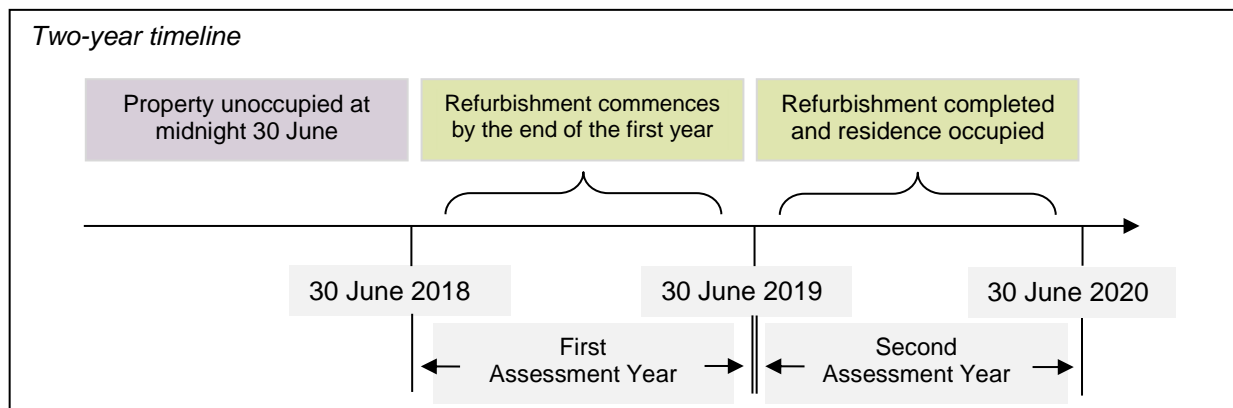 Two-year timeline
Property unoccupied at
midnight 30 June
Refurbishment commences
by the end of the first year
Refurbishment completed
and residence occupied
30 June 2018
30 June 2019
30 June 2020
First
Assessment Year
Second
Assessment Year